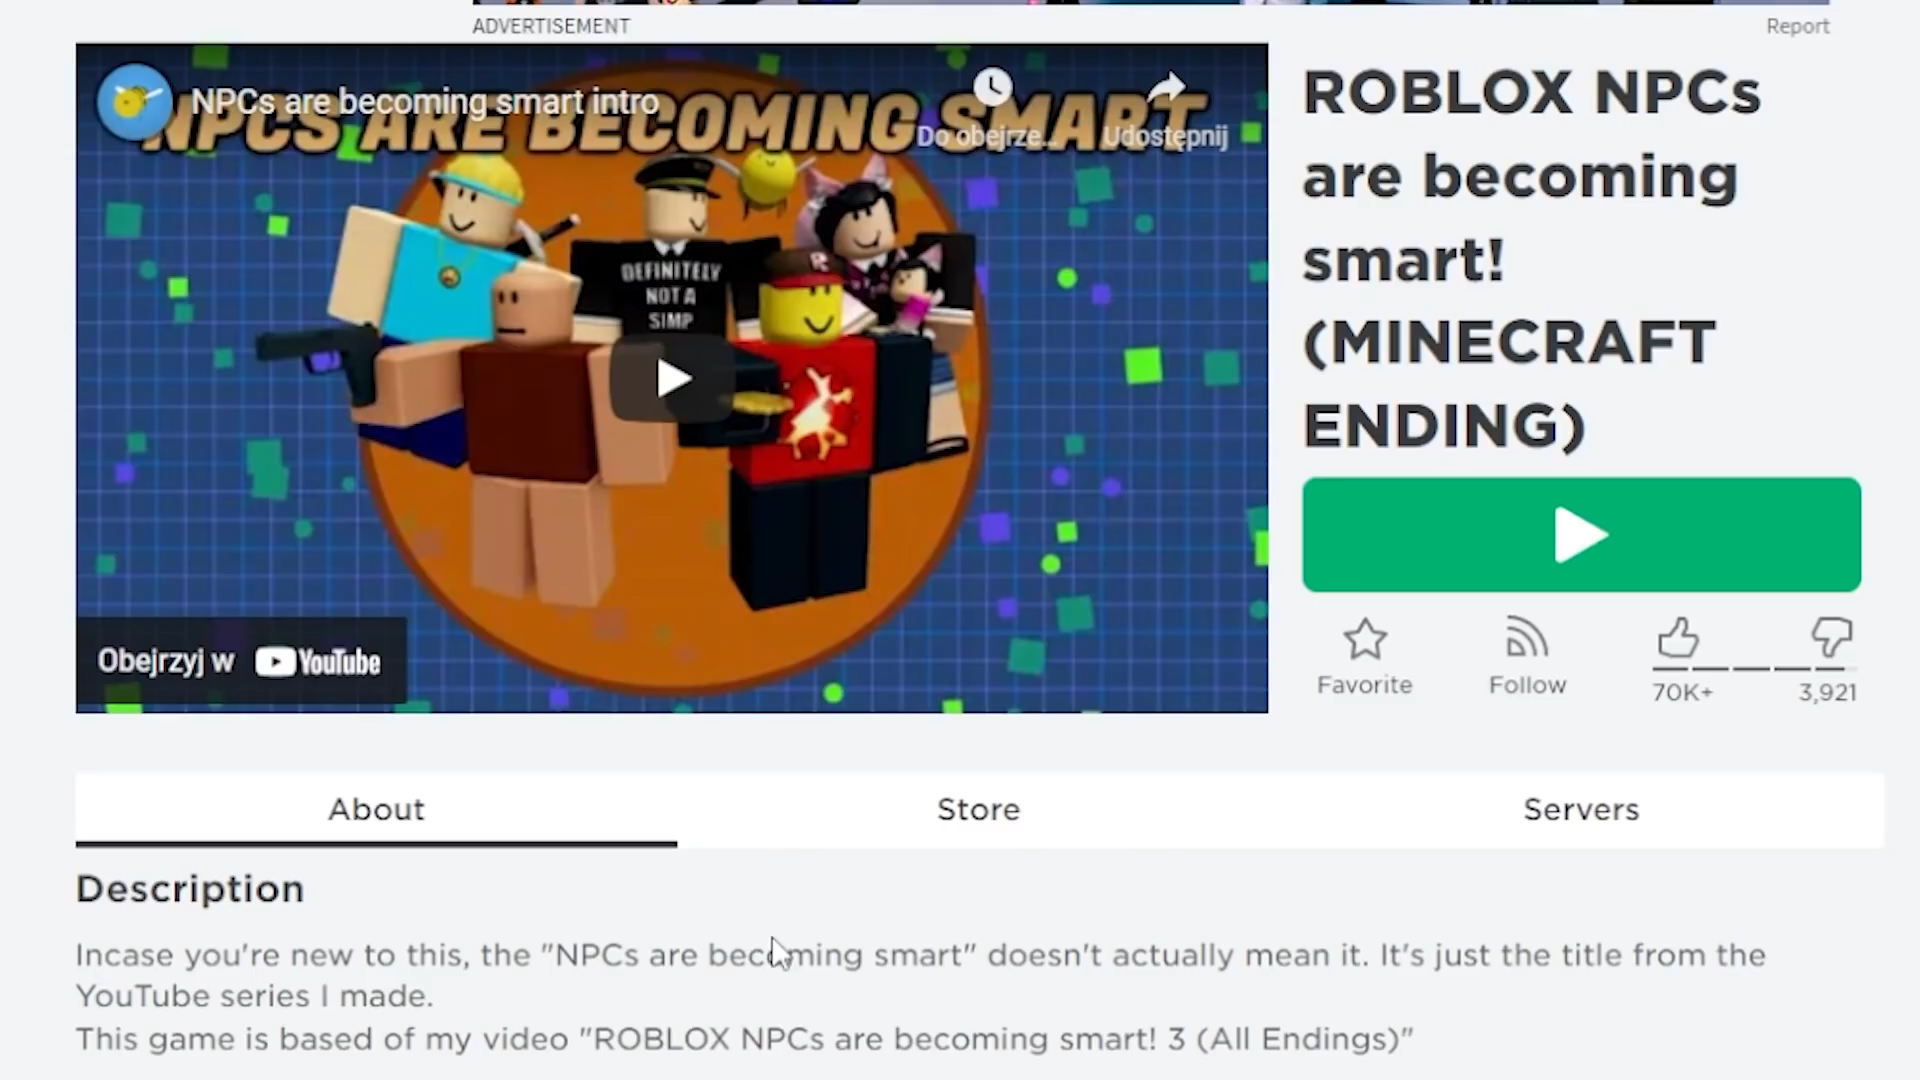 ADVERTISEMENT
Report
NPCs are becoming smart intro
NPCS ARE BECOMING SMART
Do obejrze...
Udostępnij
DEFINITELY
NOT A
SIMP
R
Obejrzyj w YouTube
ROBLOX NPCs
are becoming
smart!
(MINECRAFT
ENDING)
Favorite
Follow
70K+
3,921
About
Store
Servers
Description
Incase you're new to this, the "NPCs are becoming smart" doesn't actually mean it. It's just the title from the
YouTube series I made.
This game is based of my video "ROBLOX NPCs are becoming smart! 3 (All Endings)"